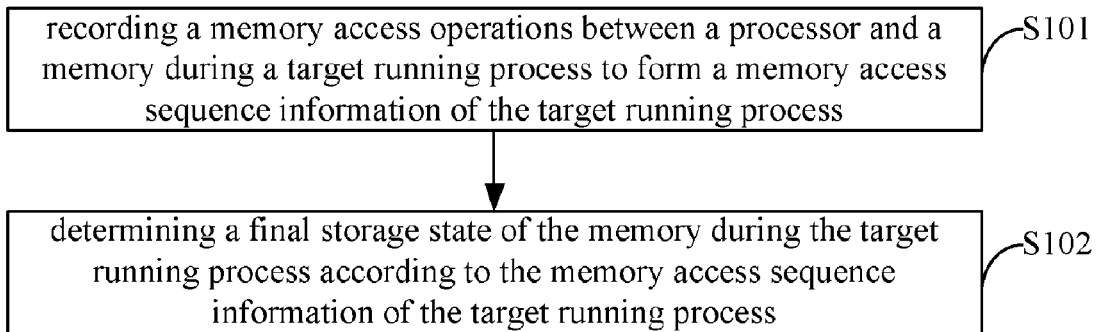 recording a memory access operations between a processor and a
memory during a target running process to form a memory access
sequence information of the target running process
S101
determining a final storage state of the memory during the target
running process according to the memory access sequence
information of the target running process
S102